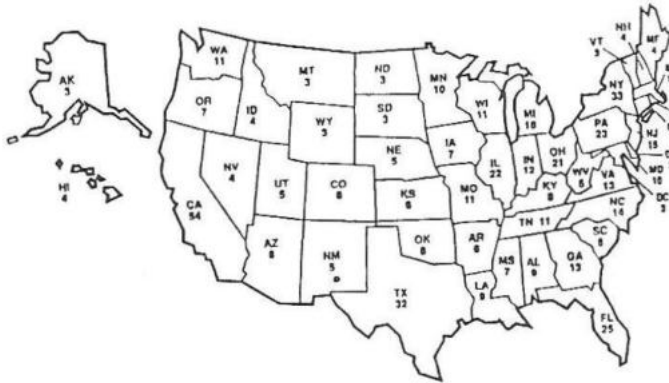 AK
3
HI
4
WA
11
OR
7
CA
54
ID
4
NV
4
MT
3
WY
3
UT
5
AZ
8
CO
8
NM
5
ND
3
SD
3
NE
5
KS
6
OK
8
TX
32
MN
10
IA
7
MO
11
AR
6
LA
9
WI
11
IL
22
MI
18
IN
12
OH
21
KY
8
TN 11
MS
7
AL
9
GA
13
FL
25
SC
8
NC
14
VA
13
WV
5
PA
23
NY
33
VT
3
NH
4
ME
4
NJ
15
MD
10
DC
3